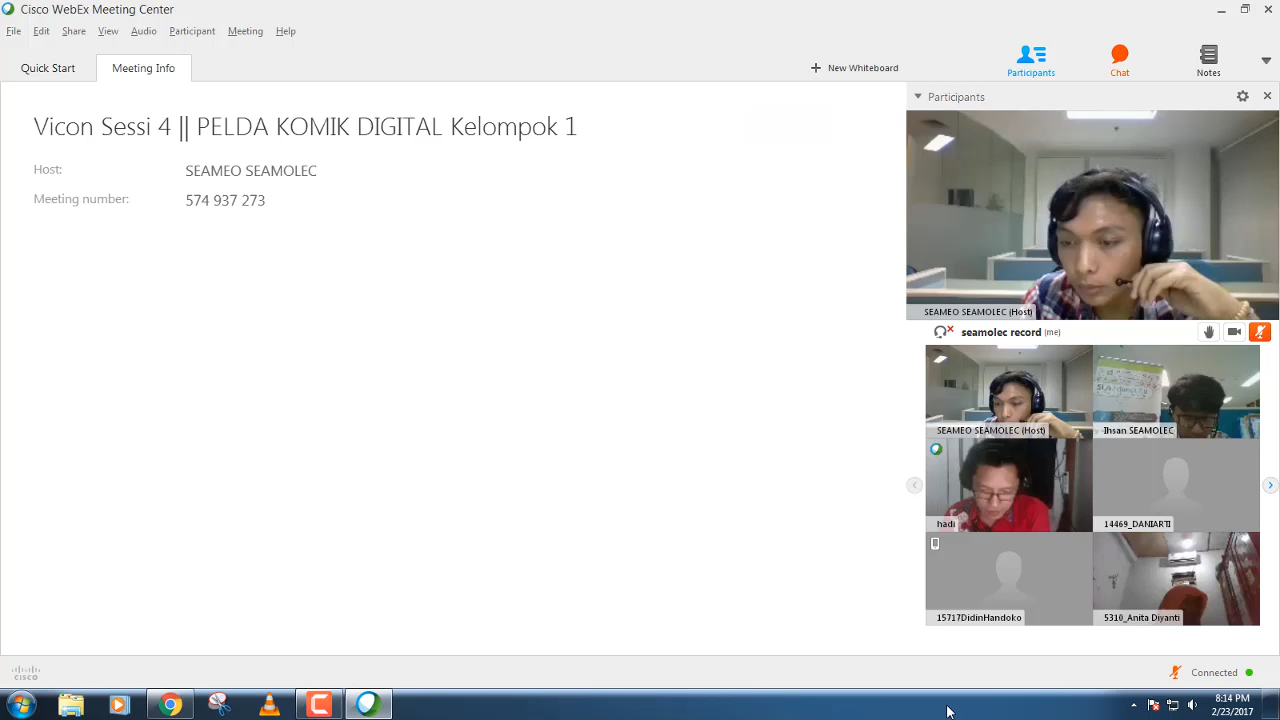 Cisco WebEx Meeting Center
File Edit Share View Audio Participant Meeting Help
Quick Start Meeting Info
New Whiteboard
Participants Chat Notes
Participants
Vicon Sessi 4 || PELDA KOMIK DIGITAL Kelompok 1
Host: SEAMEO SEAMOLEC
Meeting number: 574 937 273
SEAMEO SEAMOLEC (Host)
seamolec record (me)
SEAMEO SEAMOLEC (Host) Ihsan SEAMOLEC
hadi 14469_DANIARTI
15717DidinHandoko 5310_Anita Diyanti
cisco
Connected
8:14 PM
2/23/2017